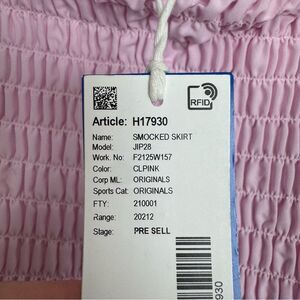 RFID
Article: H17930
Name: SMOCKED SKIRT
Model: JIP28
Work. No: F2125W157
Color: CLPINK
Corp ML: ORIGINALS
Sports Cat: ORIGINALS
FTY: 210001
Range: 20212
Stage: PRE SELL
930